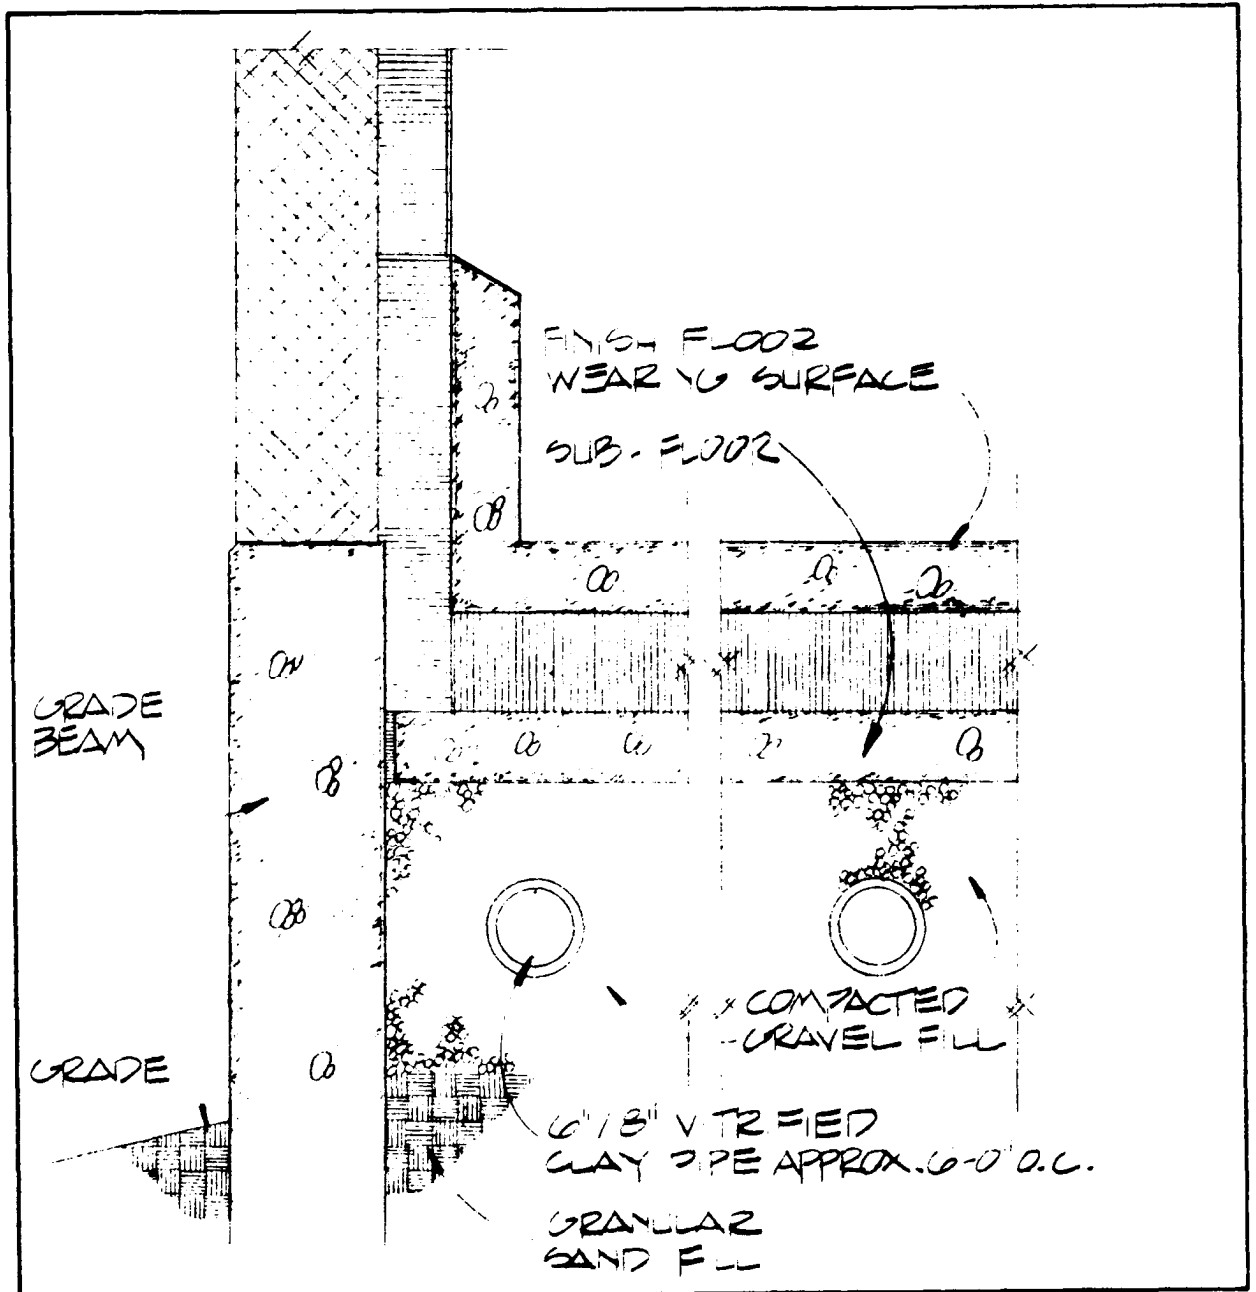 FINISH FLOOR
WEARING SURFACE
SUB-FLOOR
GRADE
BEAM
COMPACTED
GRAVEL FILL
GRADE
6"/8" VITRIFIED
CLAY PIPE APPROX. 6'-0" O.C.
GRANULAR
SAND FILL